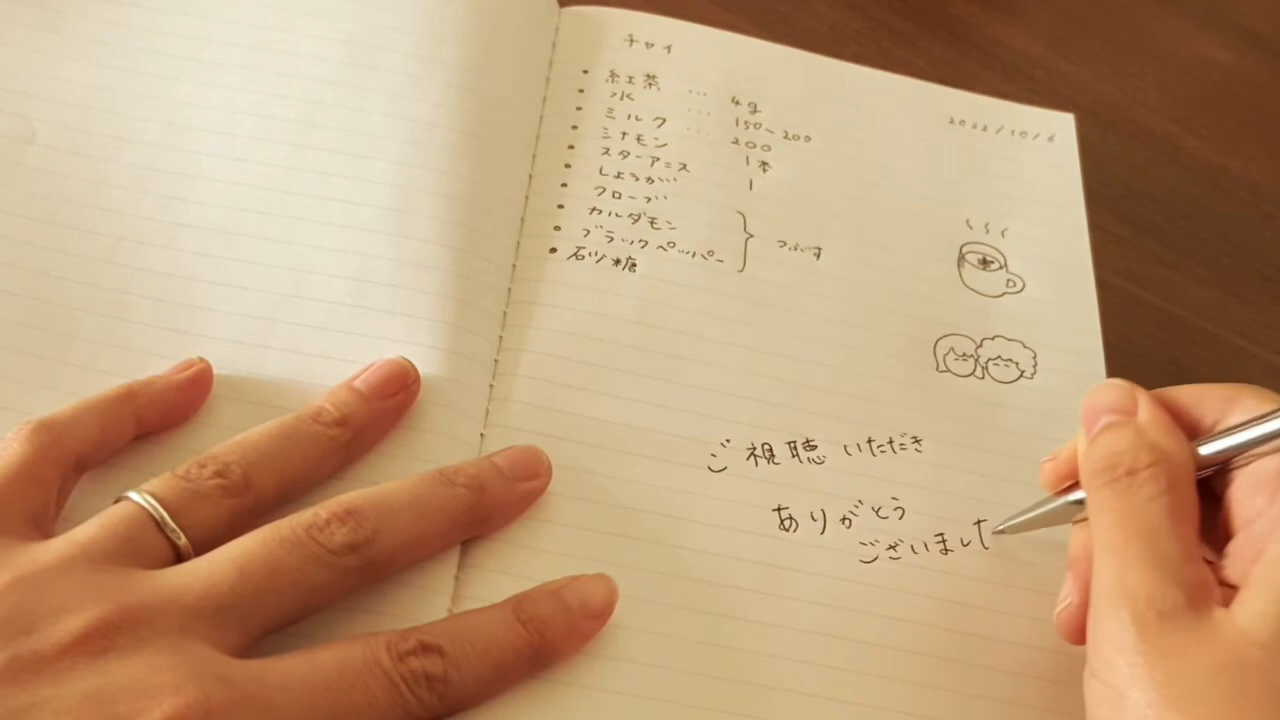 チャイ
2022/10/6
• 紅茶 … 4g
• 水 … 150~200
• ミルク … 200
• シナモン 1本
• スターアニス 1
• しょうが
• クローブ
• カルダモン
• ブラックペッパー
つぶす
• 砂糖
ご視聴いただき
ありがとう
ございました